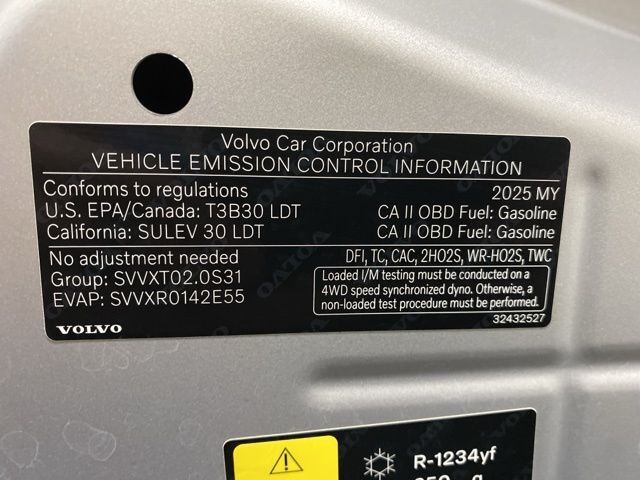 Volvo Car Corporation
VEHICLE EMISSION CONTROL INFORMATION
Conforms to regulations 2025 MY
U.S. EPA/Canada: T3B30 LDT CA II OBD Fuel: Gasoline
California: SULEV 30 LDT CA II OBD Fuel: Gasoline
No adjustment needed DFI, TC, CAC, 2HO2S, WR-HO2S, TWC
Group: SVVXT02.0S31
EVAP: SVVXR0142E55
Loaded I/M testing must be conducted on a
4WD speed synchronized dyno. Otherwise, a
non-loaded test procedure must be performed.
32432527
VOLVO
R-1234yf